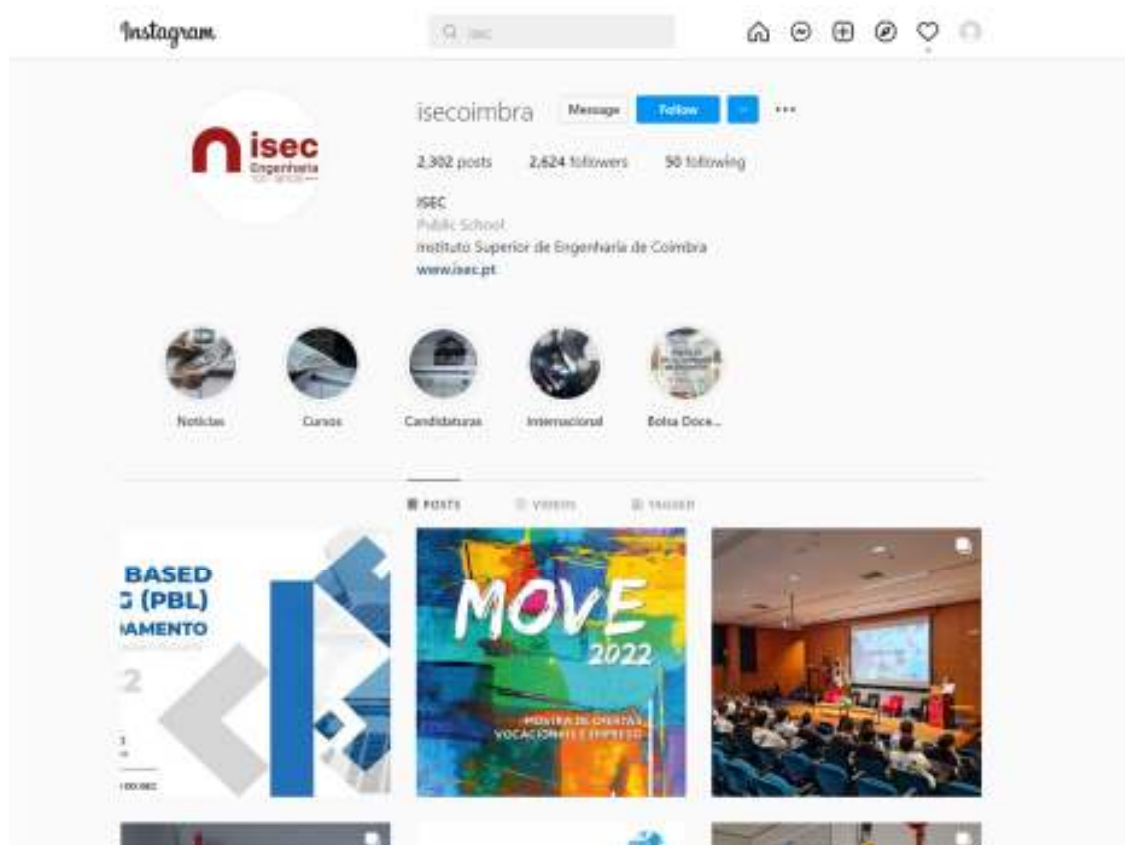 Instagram
isec
isecoimbra Message Follow
isec
Engenharia
2,302 posts 2,624 followers 50 following
ISEC
Public School
Instituto Superior de Engenharia de Coimbra
www.isec.pt
Notícias Cursos Candidaturas Internacional Bolsa Doce...
POSTS VIDEOS TAGGED
BASED
G (PBL)
AMENTO
2
MOVE
2022
MOSTRA DE OFERTAS
VOCACIONAIS E EMPREGO